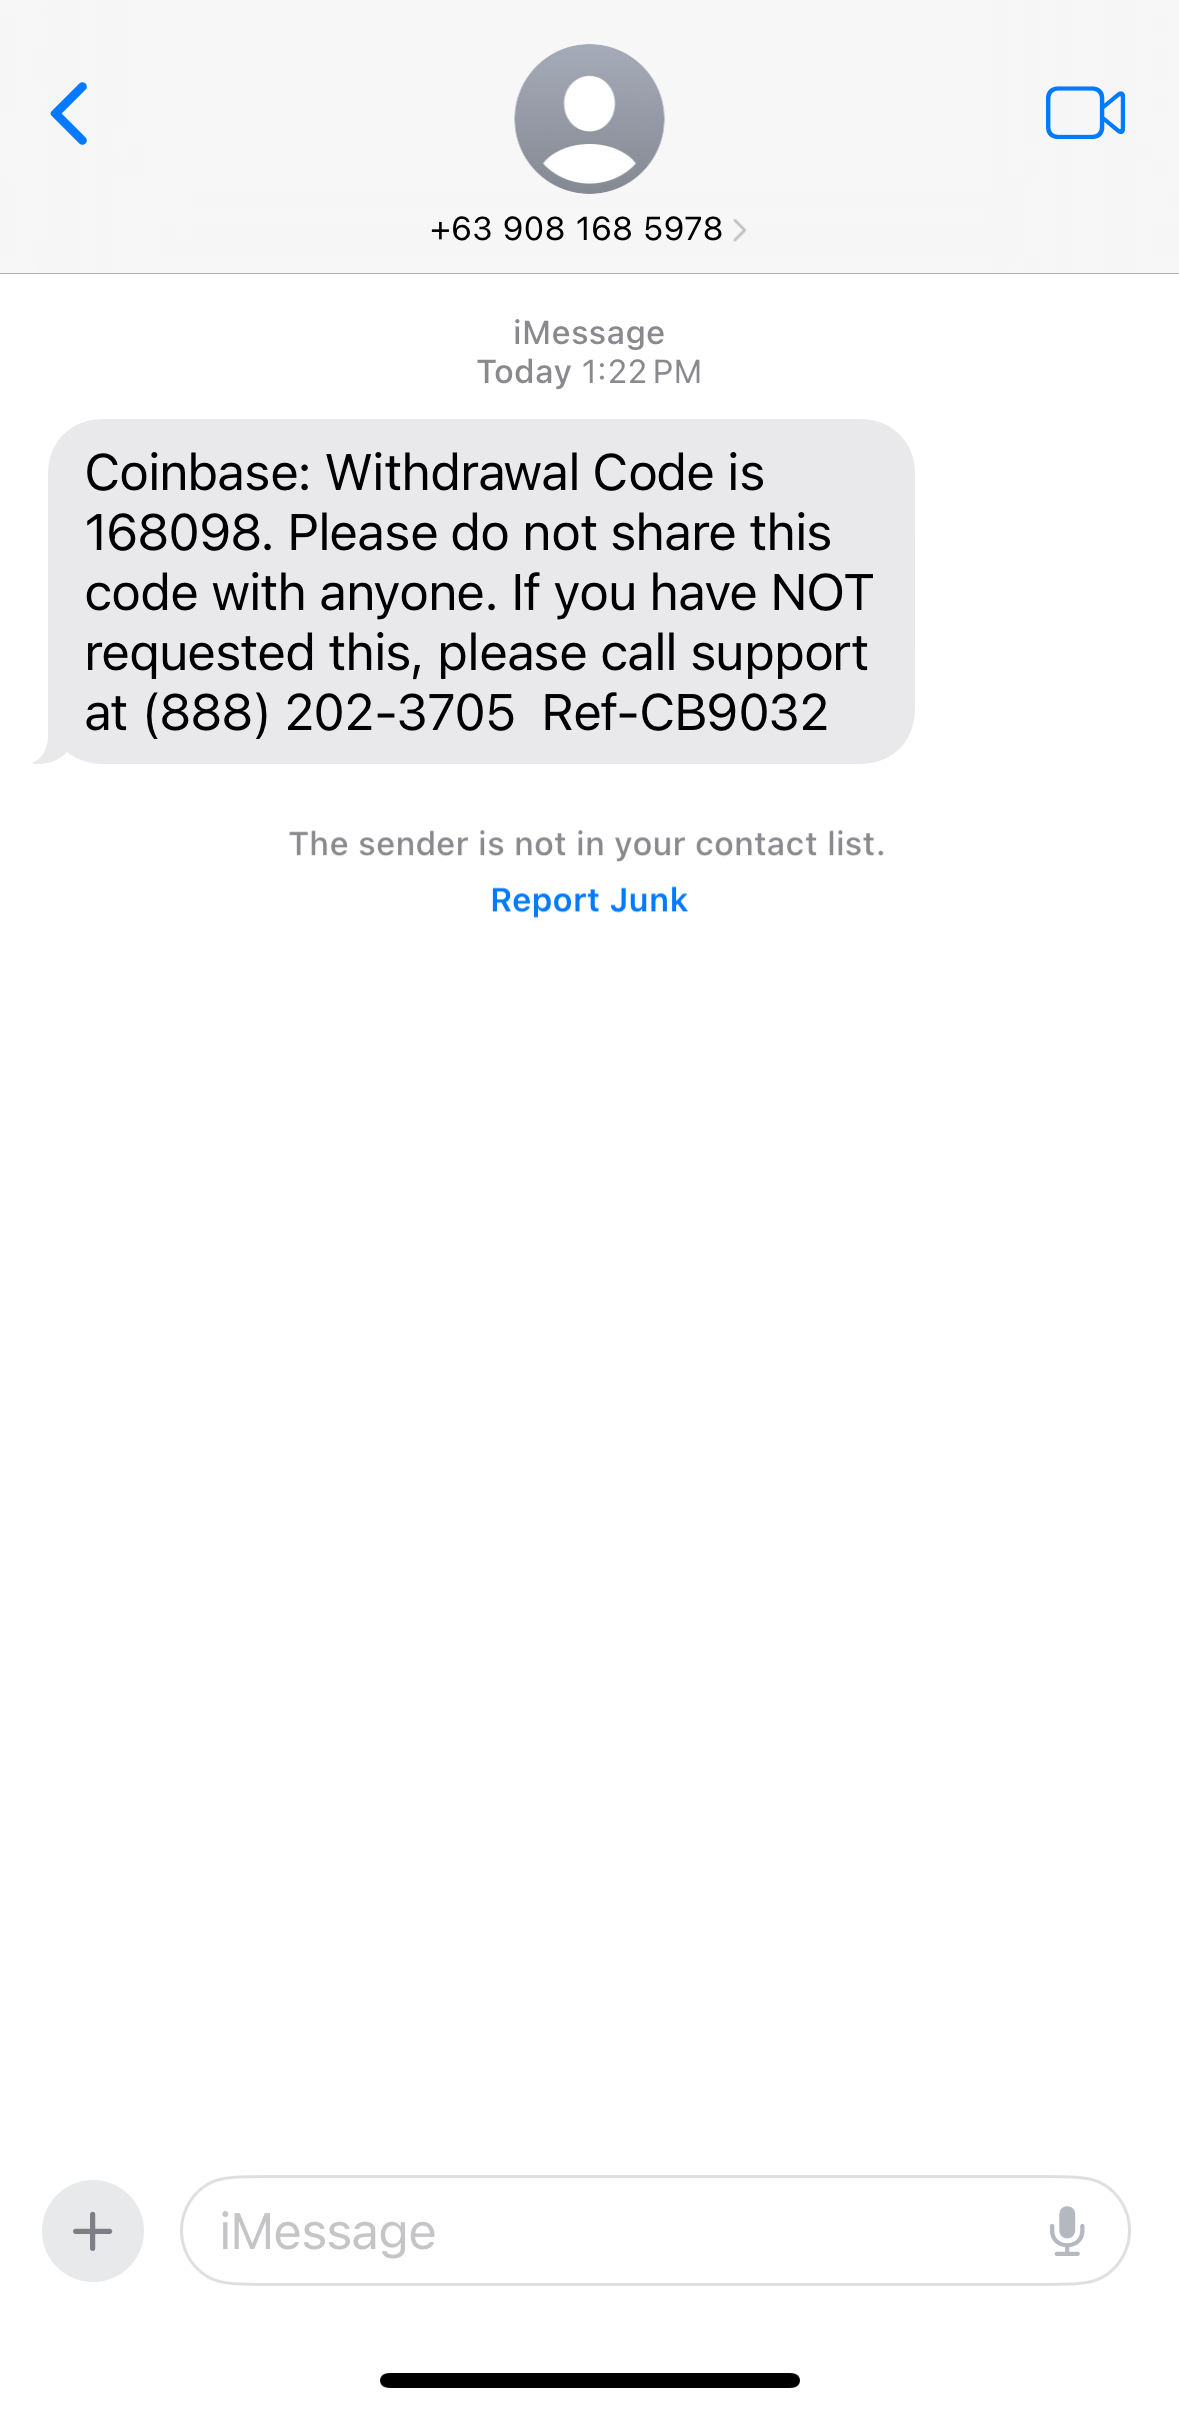 +63 908 168 5978
iMessage
Today 1:22 PM
Coinbase: Withdrawal Code is
168098. Please do not share this
code with anyone. If you have NOT
requested this, please call support
at (888) 202-3705  Ref-CB9032
The sender is not in your contact list.
Report Junk
iMessage